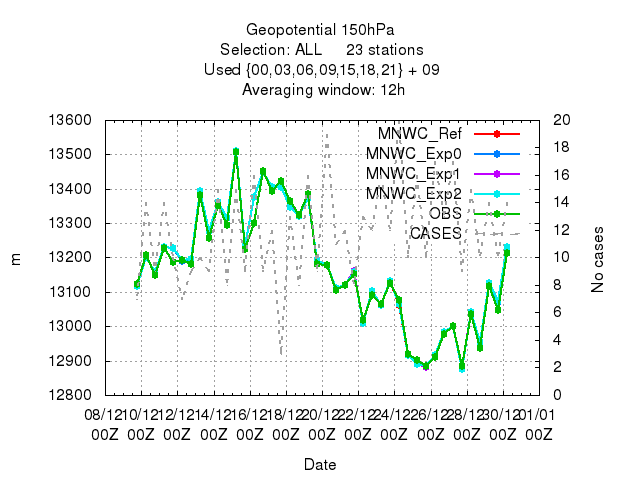 Geopotential 150hPa
Selection: ALL 23 stations
Used {00,03,06,09,15,18,21} + 09
Averaging window: 12h
MNWC_Ref
MNWC_Exp0
MNWC_Exp1
MNWC_Exp2
OBS
CASES
13600
13500
13400
13300
13200
13100
13000
12900
12800
m
20
18
16
14
12
10
8
6
4
2
0
No cases
08/12 10/12 12/12 14/12 16/12 18/12 20/12 22/12 24/12 26/12 28/12 30/12 01/01
00Z 00Z 00Z 00Z 00Z 00Z 00Z 00Z 00Z 00Z 00Z 00Z 00Z
Date